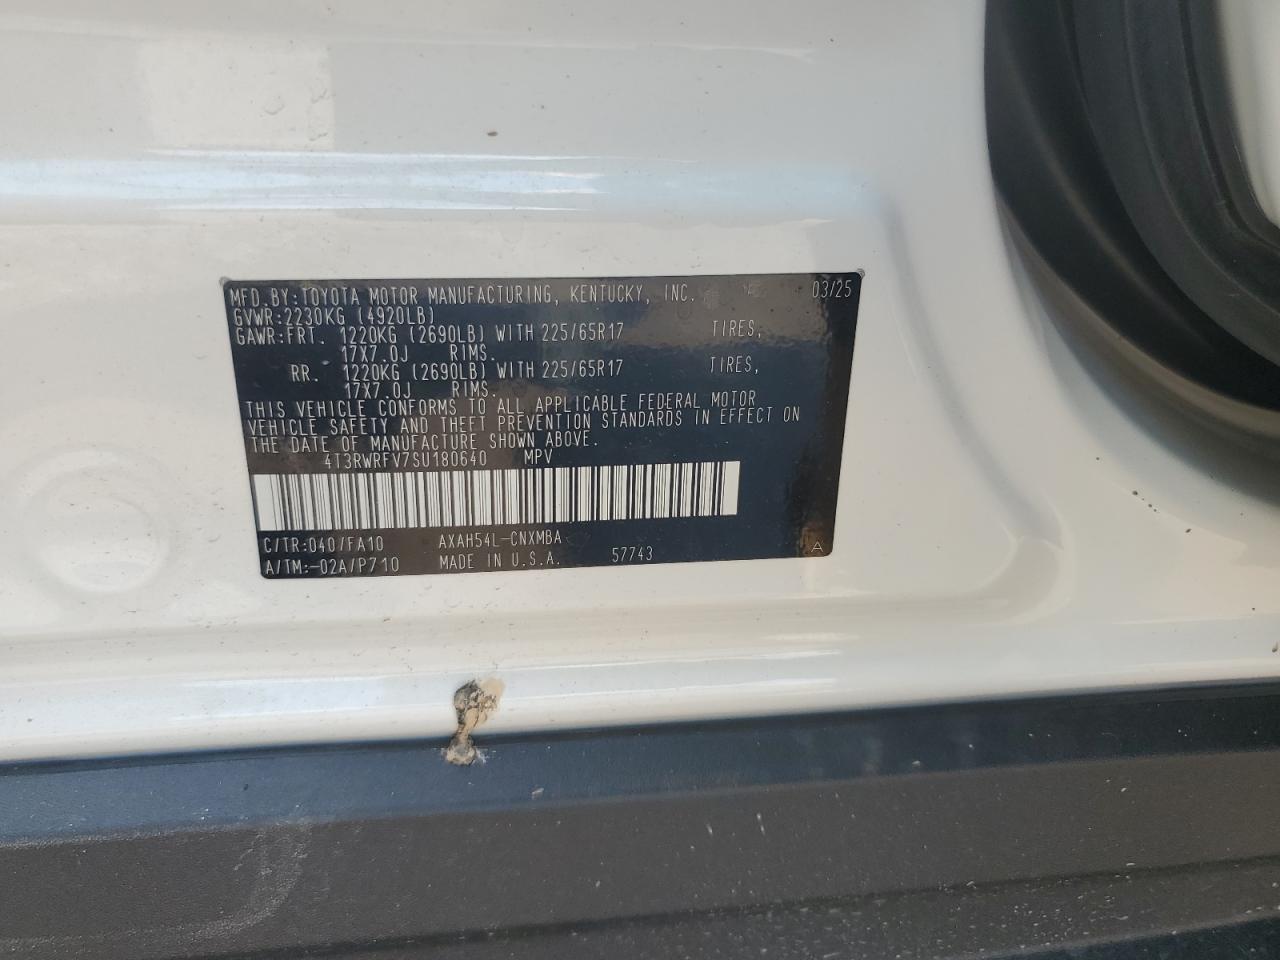 MFD.BY:TOYOTA MOTOR MANUFACTURING, KENTUCKY, INC. 03/25
GVWR:2230KG (4920LB)
GAWR:FRT. 1220KG (2690LB) WITH 225/65R17 TIRES,
17X7.0J RIMS.
RR. 1220KG (2690LB) WITH 225/65R17 TIRES,
17X7.0J RIMS.
THIS VEHICLE CONFORMS TO ALL APPLICABLE FEDERAL MOTOR
VEHICLE SAFETY AND THEFT PREVENTION STANDARDS IN EFFECT ON
THE DATE OF MANUFACTURE SHOWN ABOVE.
4T3RWRFV7SU180640 MPV
C/TR:040/FA10 AXAH54L-CNXMBA
A/TM:-02A/P710 MADE IN U.S.A. 57743 A